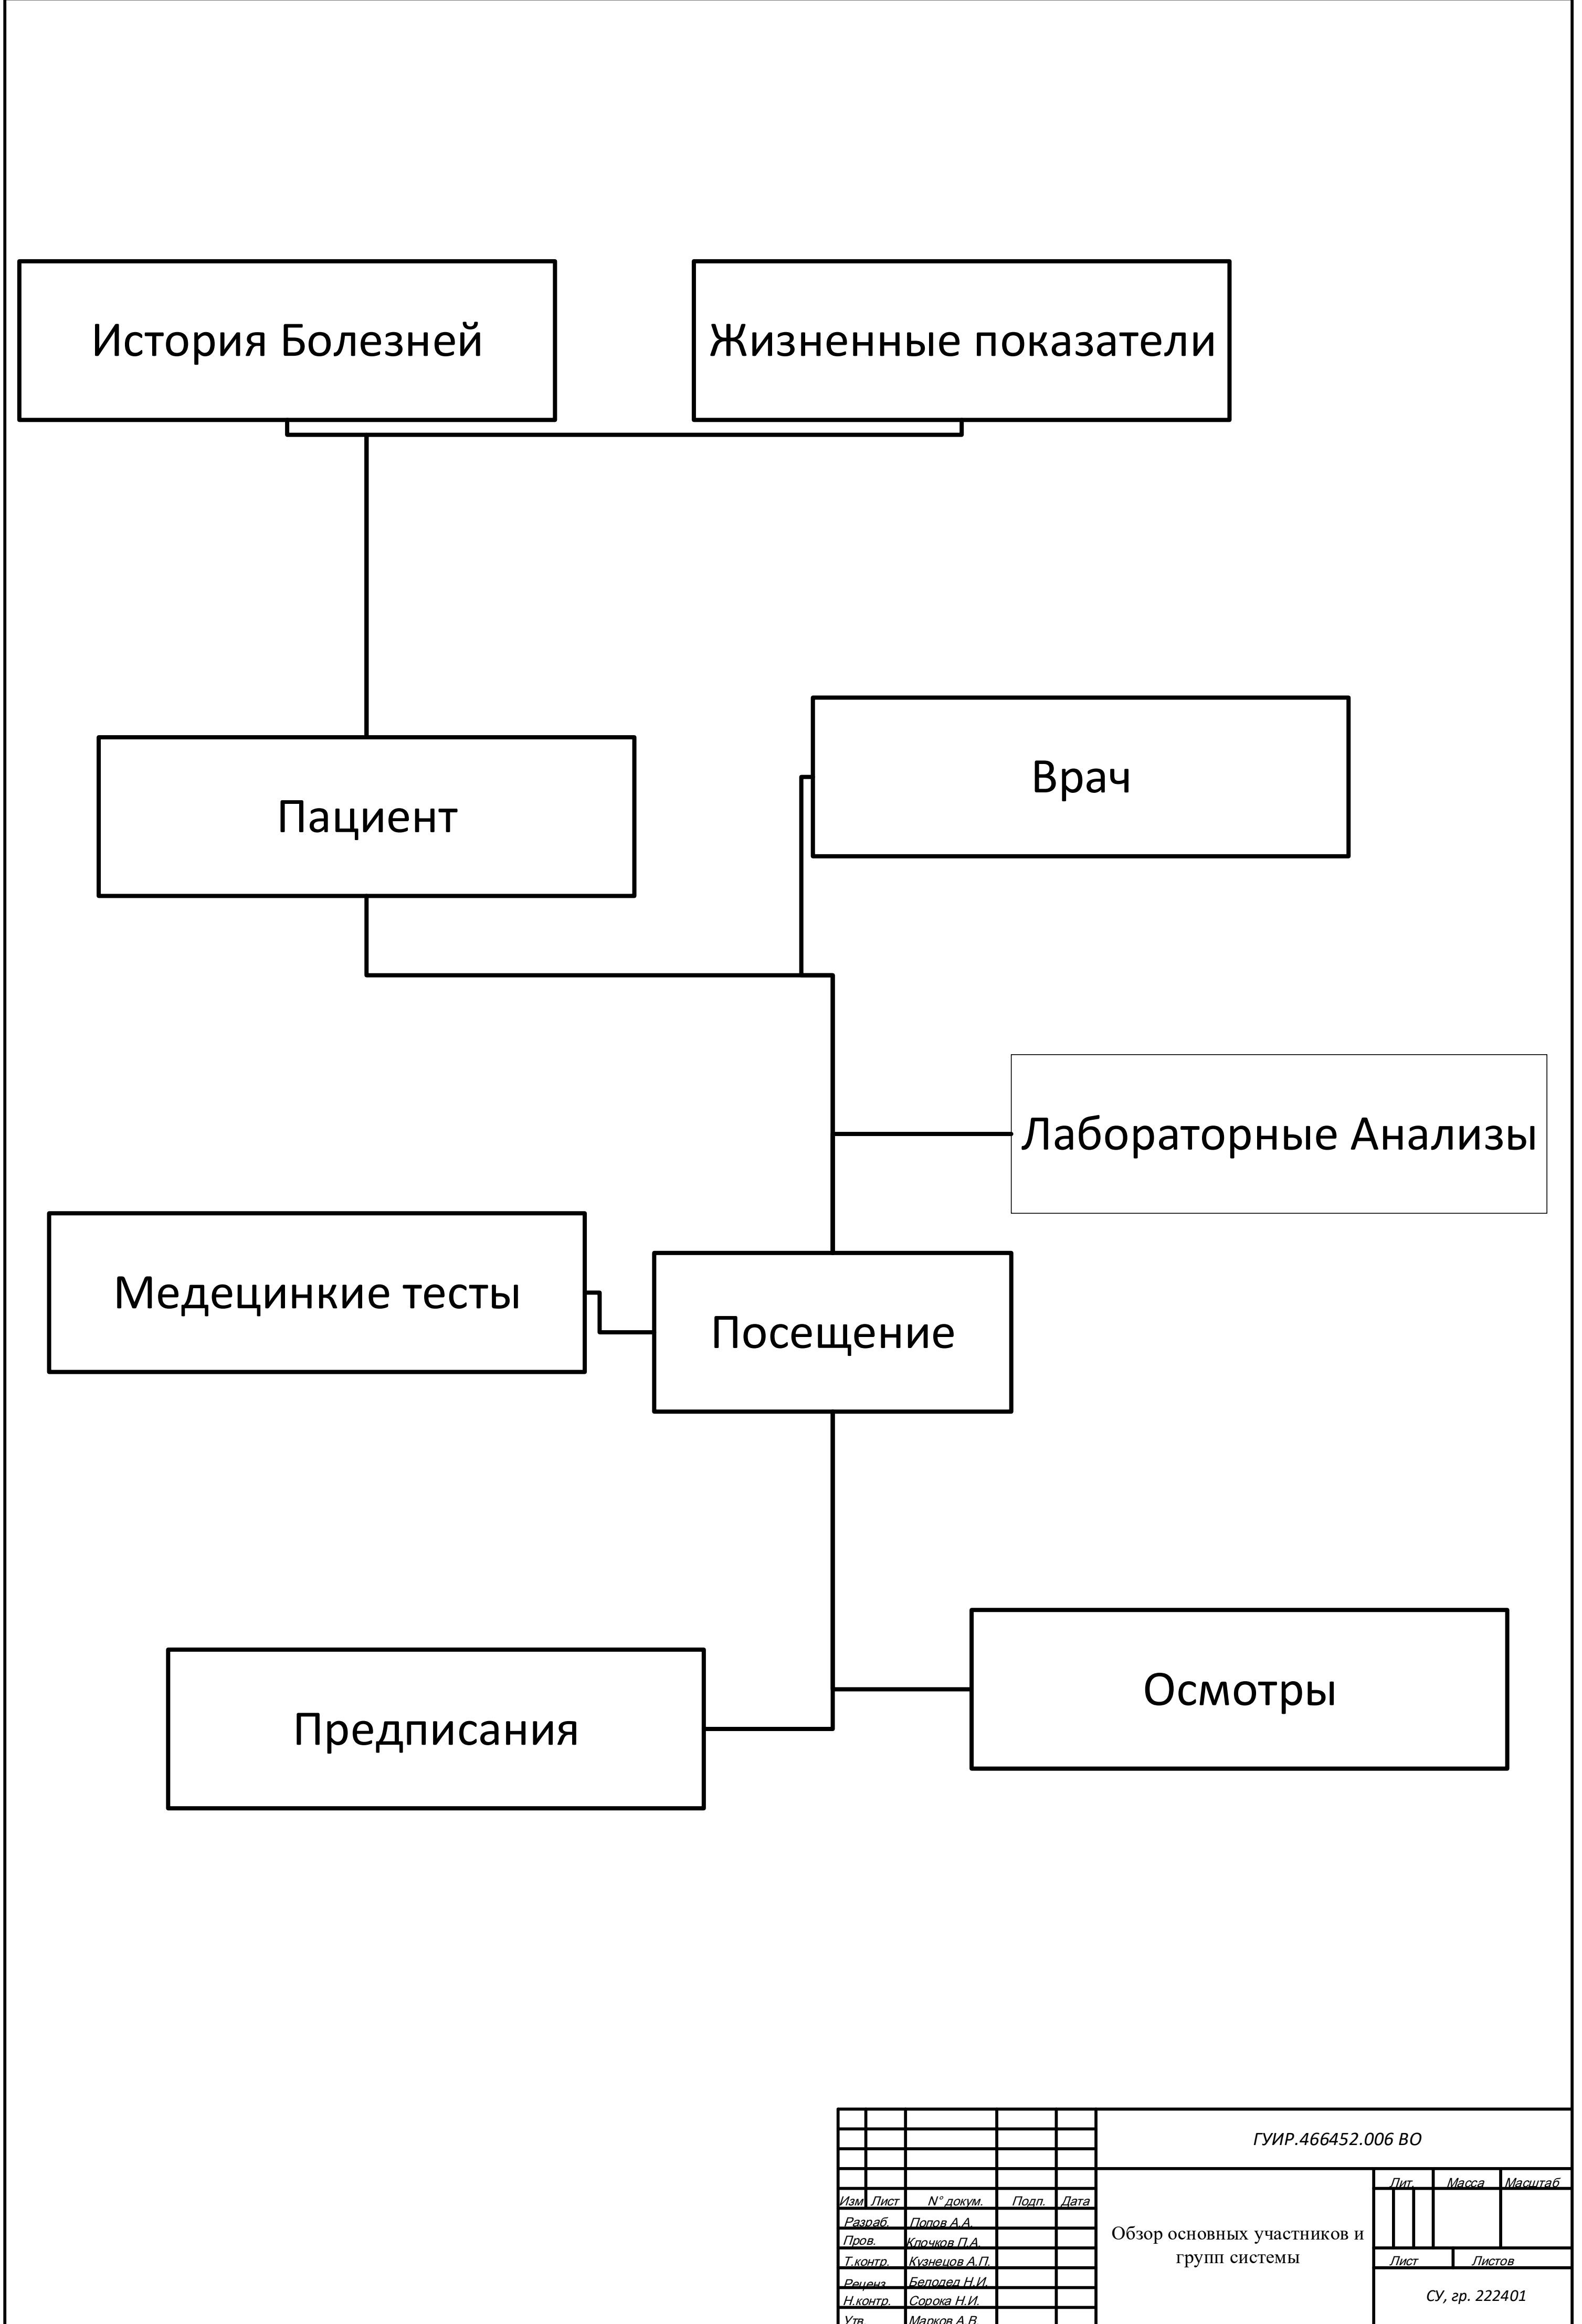 История Болезней
Жизненные показатели
Врач
Пациент
Лабораторные Анализы
Медецинкие тесты
Посещение
Осмотры
Предписания
ГУИР.466452.006 ВО
Лит. Масса Масштаб
Изм Лист N° докум. Подп. Дата
Разраб. Попов А.А.
Пров. Клочков П.А.
Т.контр. Кузнецов А.П.
Реценз. Белодед Н.И.
Н.контр. Сорока Н.И.
Утв. Марков А.В.
Обзор основных участников и
групп системы
Лист Листов
СУ, гр. 222401